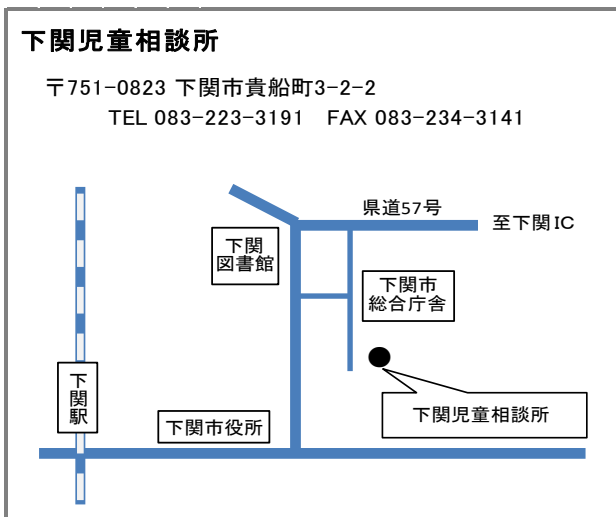 下関児童相談所
〒751-0823 下関市貴船町3-2-2
TEL 083-223-3191 FAX 083-234-3141
県道57号
至下関IC
下関
図書館
下関市
総合庁舎
下関駅
下関市役所
下関児童相談所